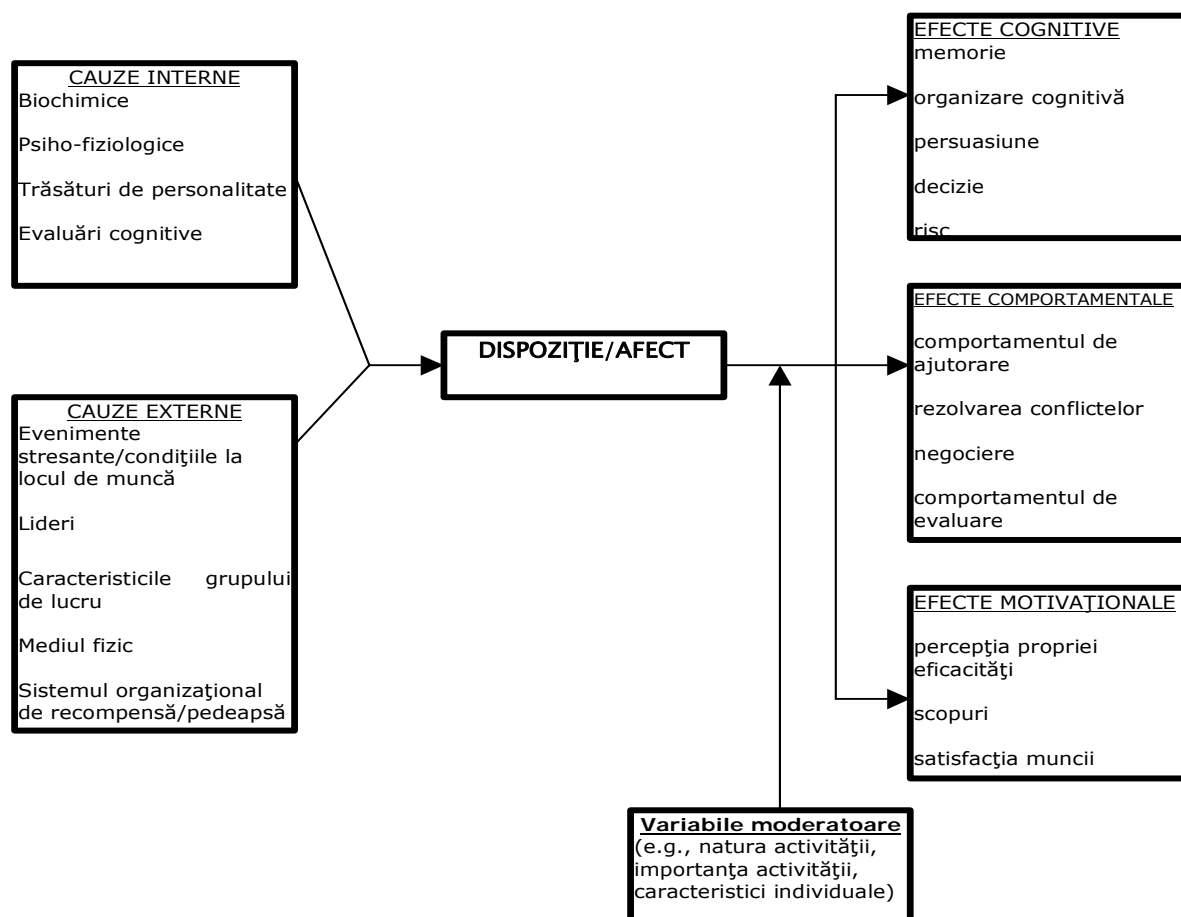 CAUZE INTERNE
Biochimice
Psiho-fiziologice
Trăsături de personalitate
Evaluări cognitive
CAUZE EXTERNE
Evenimente
stresante/condiţiile la
locul de muncă
Lideri
Caracteristicile grupului
de lucru
Mediul fizic
Sistemul organizaţional
de recompensă/pedeapsă
DISPOZIŢIE/AFECT
EFECTE COGNITIVE
memorie
organizare cognitivă
persuasiune
decizie
risc
EFECTE COMPORTAMENTALE
comportamentul de
ajutorare
rezolvarea conflictelor
negociere
comportamentul de
evaluare
EFECTE MOTIVAŢIONALE
percepţia propriei
eficacităţi
scopuri
satisfacţia muncii
Variabile moderatoare
(e.g., natura activităţii,
importanţa activităţii,
caracteristici individuale)